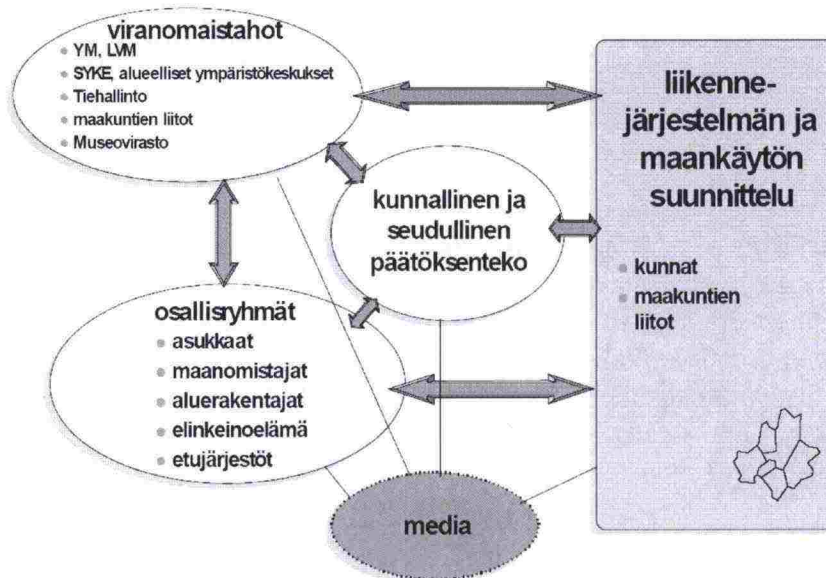 viranomaistahot
YM, LVM
SYKE, alueelliset ympäristökeskukset
Tiehallinto
maakuntien liitot
Museovirasto
liikenne-
järjestelmän ja
maankäytön
suunnittelu
kunnat
maakuntien
liitot
kunnallinen ja
seudullinen
päätöksenteko
osallisryhmät
asukkaat
maanomistajat
aluerakentajat
elinkeinoelämä
etujärjestöt
media